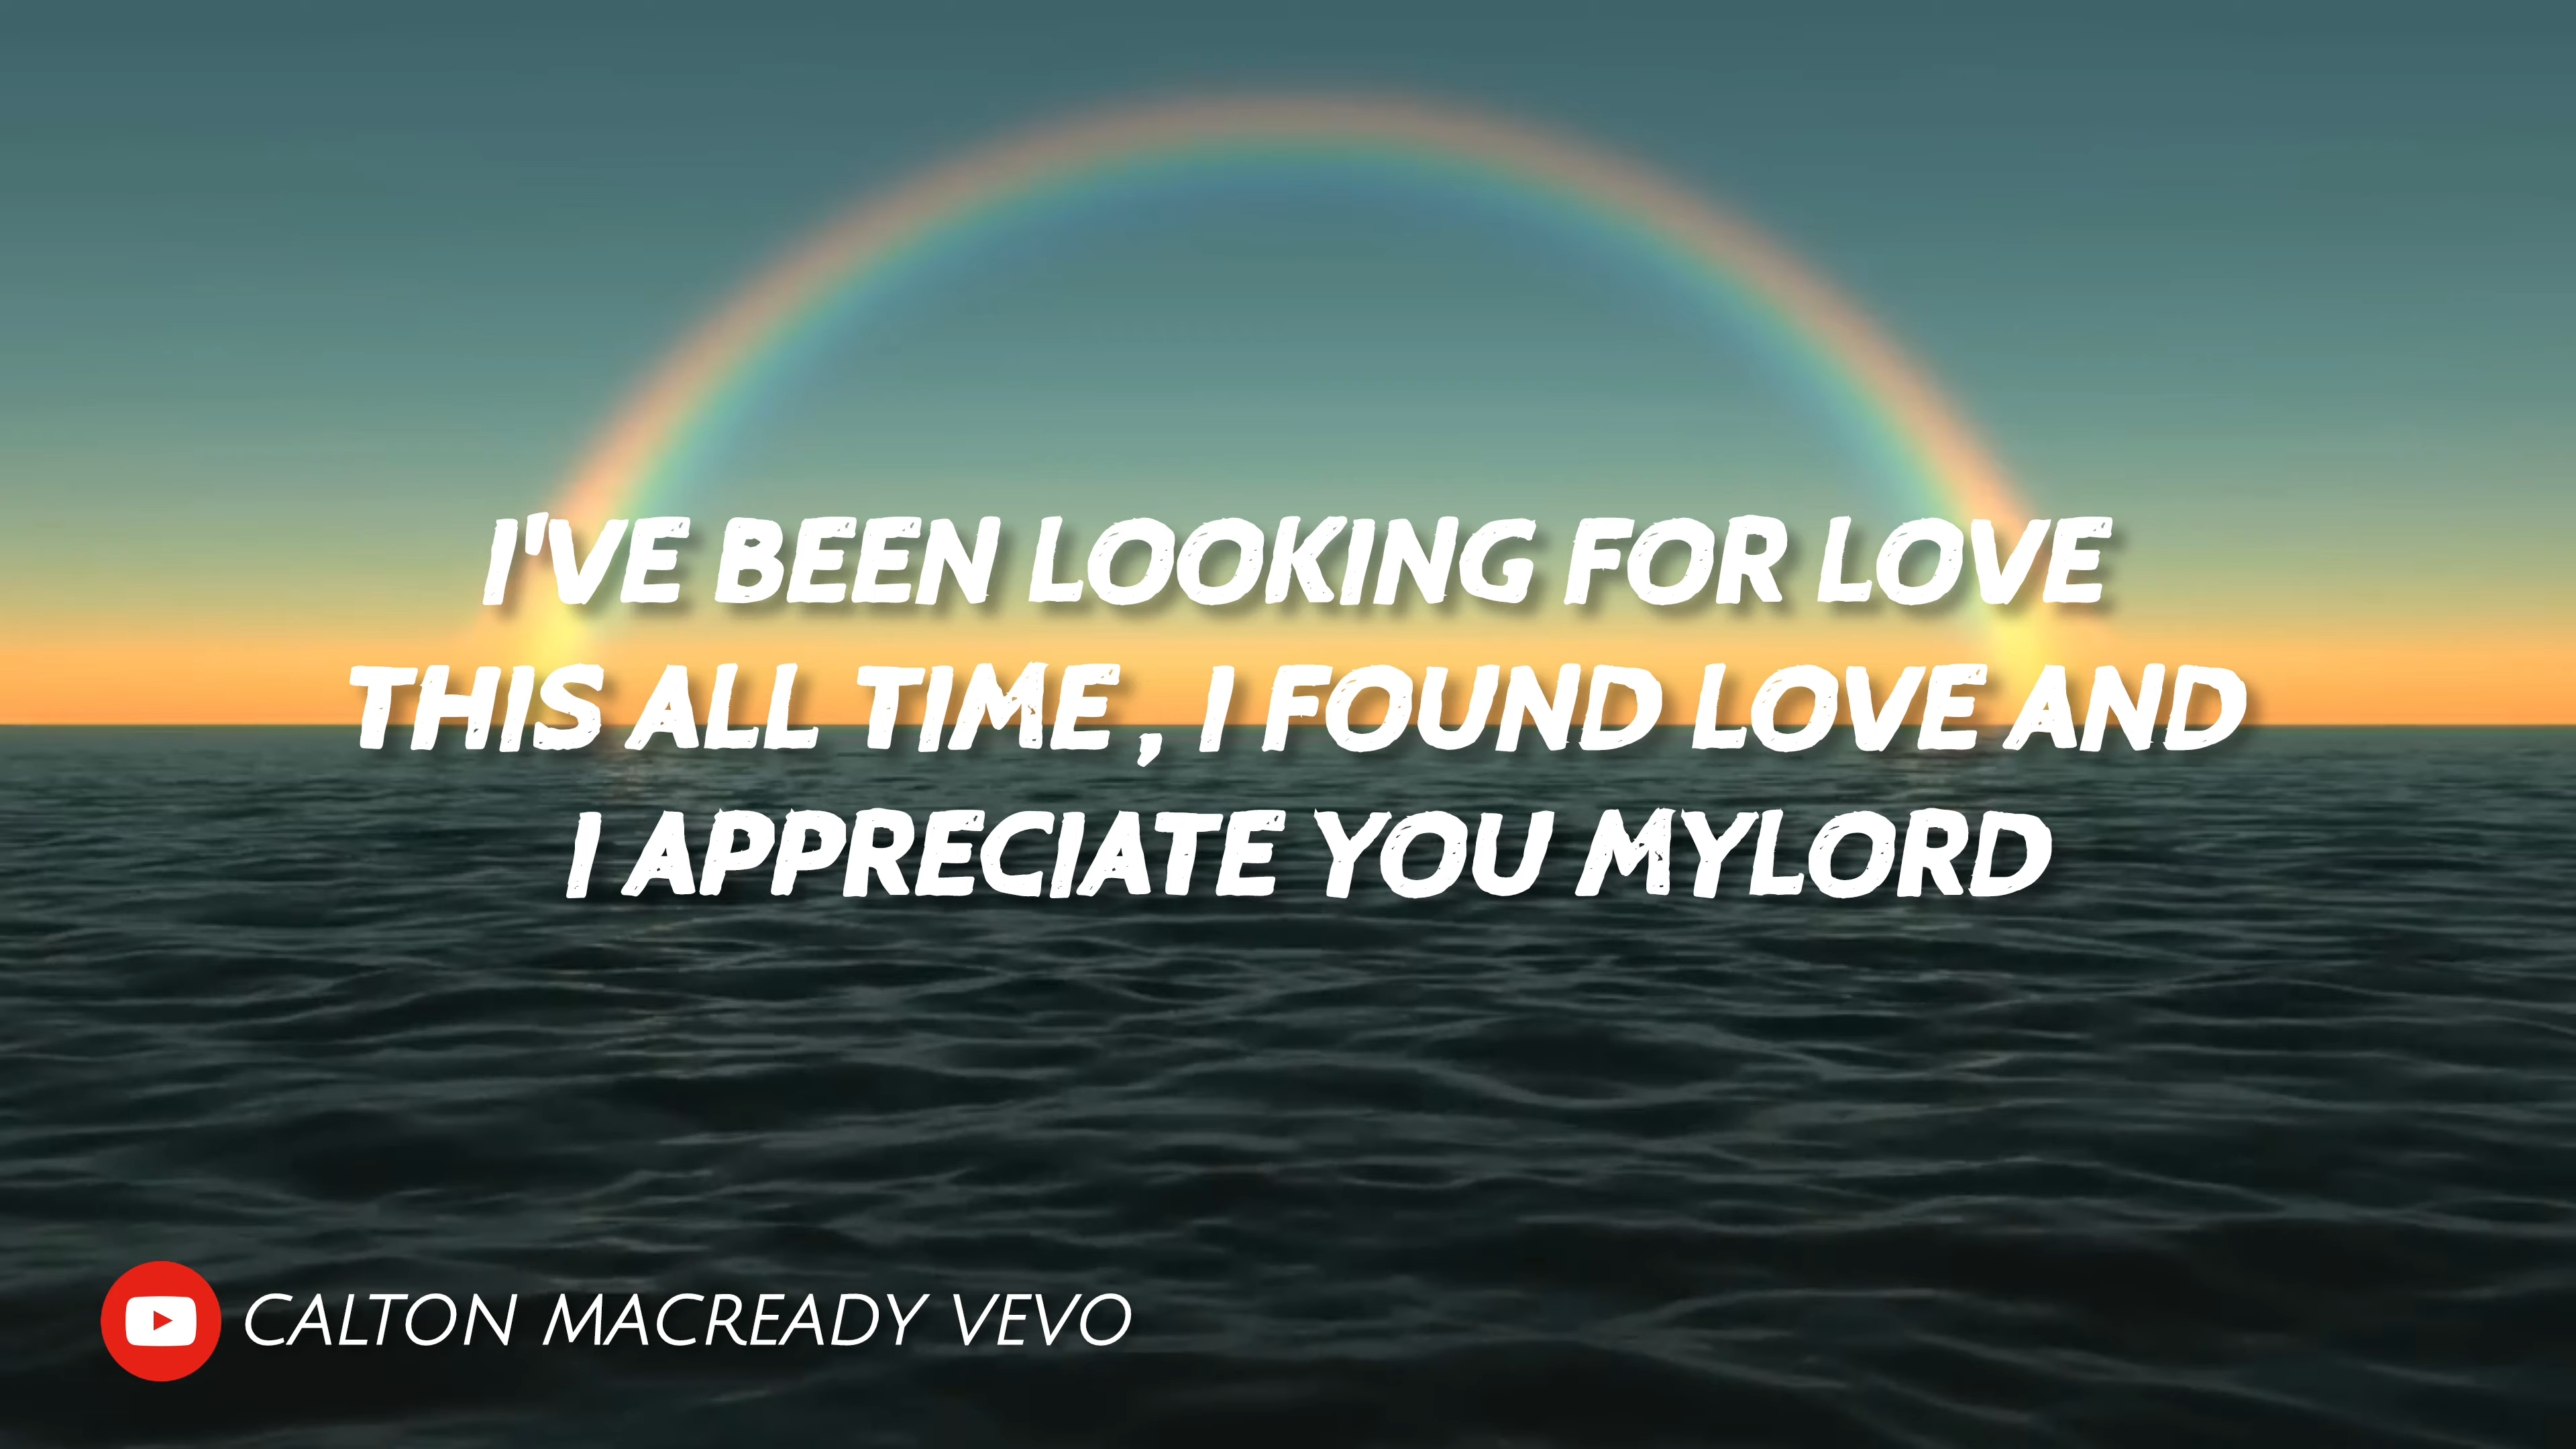 I'VE BEEN LOOKING FOR LOVE
THIS ALL TIME , I FOUND LOVE AND
I APPRECIATE YOU MYLORD
CALTON MACREADY VEVO